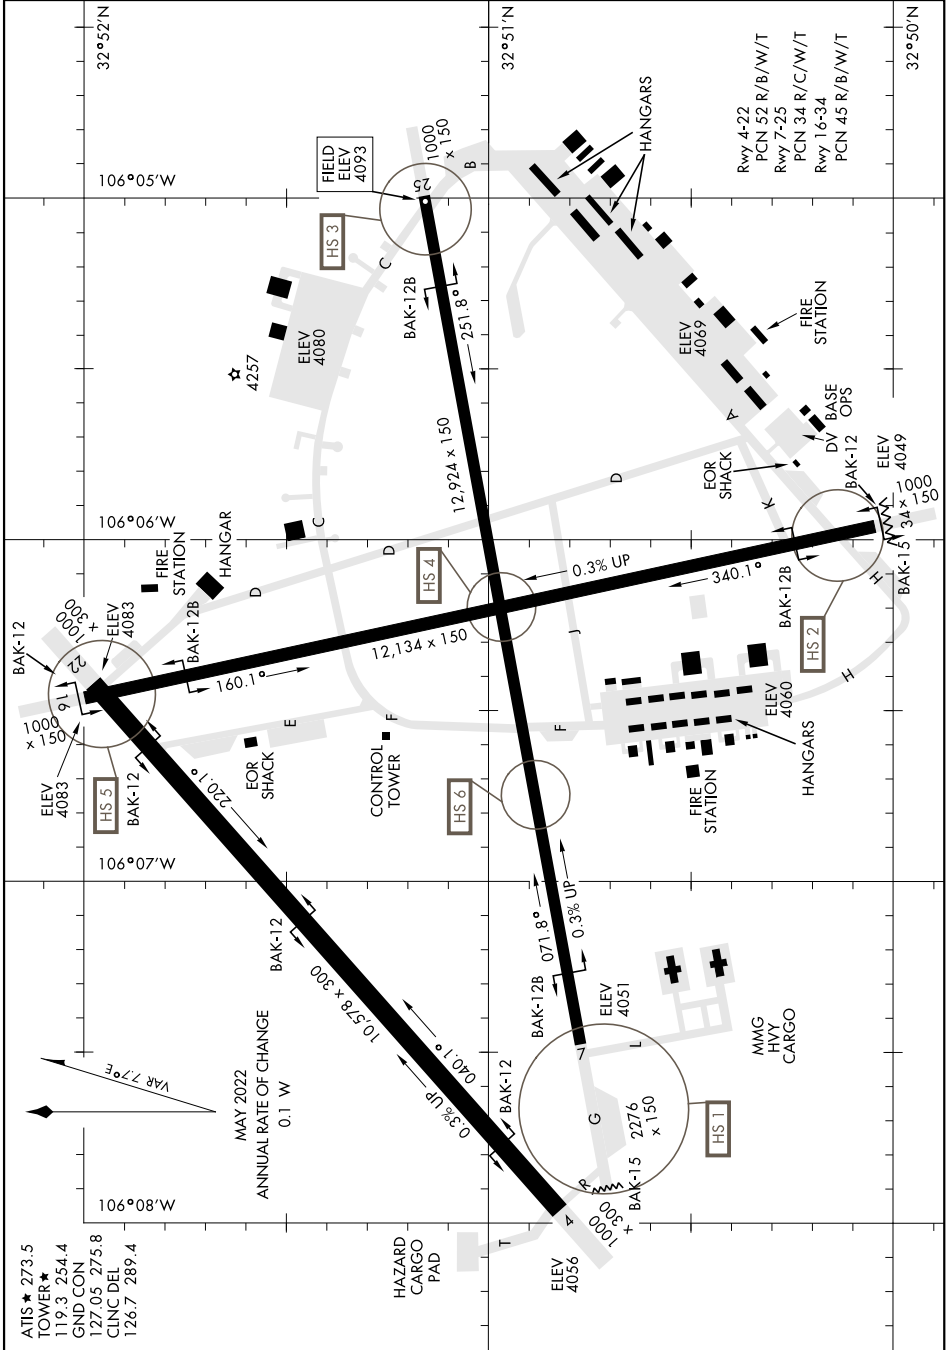 ATIS ★ 273.5
TOWER★
119.3 254.4
GND CON
127.05 275.8
CLNC DEL
126.7 289.4
VAR 7.7°E
MAY 2022
ANNUAL RATE OF CHANGE
0.1 W
106°08'W
106°07'W
106°06'W
106°05'W
32°52'N
32°51'N
32°50'N
Rwy 4-22
PCN 52 R/B/W/T
Rwy 7-25
PCN 34 R/C/W/T
Rwy 16-34
PCN 45 R/B/W/T
FIELD
ELEV
4093
HS 3
25
1000
x 150
B
C
BAK-12B
251.8°
12,924 x 150
4257
ELEV
4080
C
HANGARS
ELEV
4069
FIRE
STATION
A
DV
BASE
OPS
EOR
SHACK
BAK-12
ELEV
4049
1000
x 150
34
BAK-15
K
D
D
D
HS 4
0.3% UP
340.1°
BAK-12B
HS 2
H
H
12,134 x 150
160.1°
BAK-12B
FIRE
STATION
HANGAR
1000
x 300
ELEV
4083
22
BAK-12
16
1000
x 150
ELEV
4083
HS 5
BAK-12
220.1°
E
F
EOR
SHACK
CONTROL
TOWER
J
F
ELEV
4060
HANGARS
FIRE
STATION
HS 6
071.8°
0.3% UP
BAK-12B
ELEV
4051
7
L
MMG
HVY
CARGO
G
2276
x 150
HS 1
R
BAK-15
BAK-12
10,578 x 300
040.1°
0.3% UP
BAK-12
4
1000
x 300
ELEV
4056
T
HAZARD
CARGO
PAD